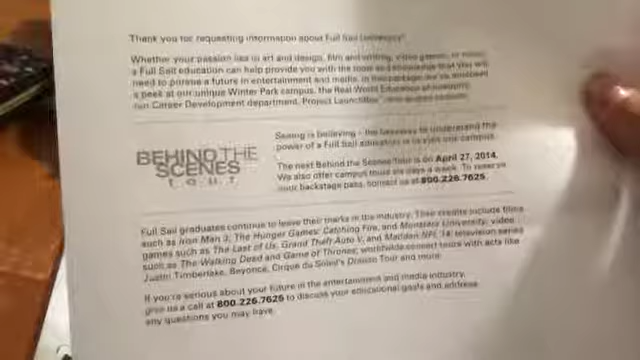 Thank you for requesting information about Full Sail University!
Whether your passion lies in art and design, film and writing, video games, or music,
a Full Sail education can help provide you with the tools and knowledge that you will
need to pursue a future in entertainment and media. In this package, we've enclosed
a peek at our unique Winter Park campus, the Real World Education philosophy,
our Career Development department, Project LaunchBox™,
Seeing is believing – the best way to understand the
power of a Full Sail education is to visit our campus.
BEHIND THE
SCENES
TOUR
The next Behind the Scenes Tour is on April 27, 2014.
We also offer campus tours six days a week. To reserve
your backstage pass, contact us at 800.226.7625.
Full Sail graduates continue to leave their marks in the industry. Their credits include films
such as Iron Man 3, The Hunger Games: Catching Fire, and Monsters University; video
games such as The Last of Us, Grand Theft Auto V, and Madden NFL 14; television series
such as The Walking Dead and Game of Thrones; worldwide concert tours with acts like
Justin Timberlake, Beyoncé, Cirque du Soleil's Tour and more.
If you're serious about your future in the entertainment and media industry,
give us a call at 800.226.7625 to discuss your educational goals and address
any questions you may have.